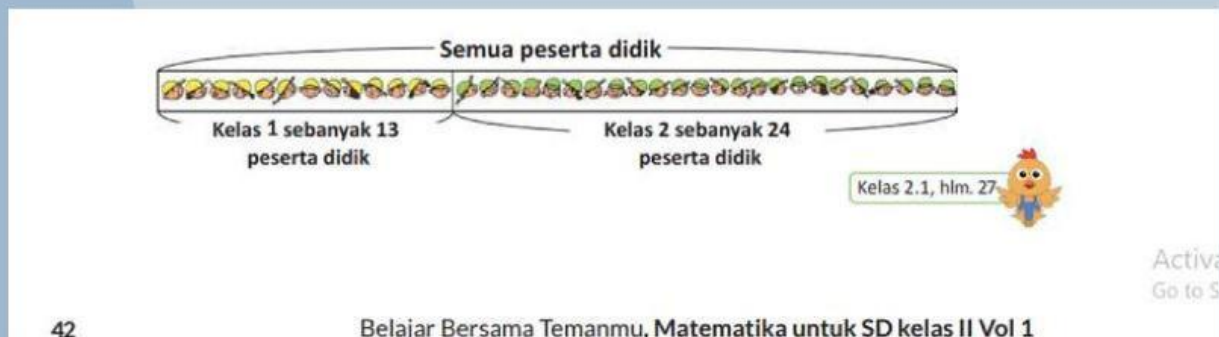 Semua peserta didik
Kelas 1 sebanyak 13
peserta didik
Kelas 2 sebanyak 24
peserta didik
Kelas 2.1, hlm. 27
Go to
42
Belajar Bersama Temanmu, Matematika untuk SD kelas II Vol 1